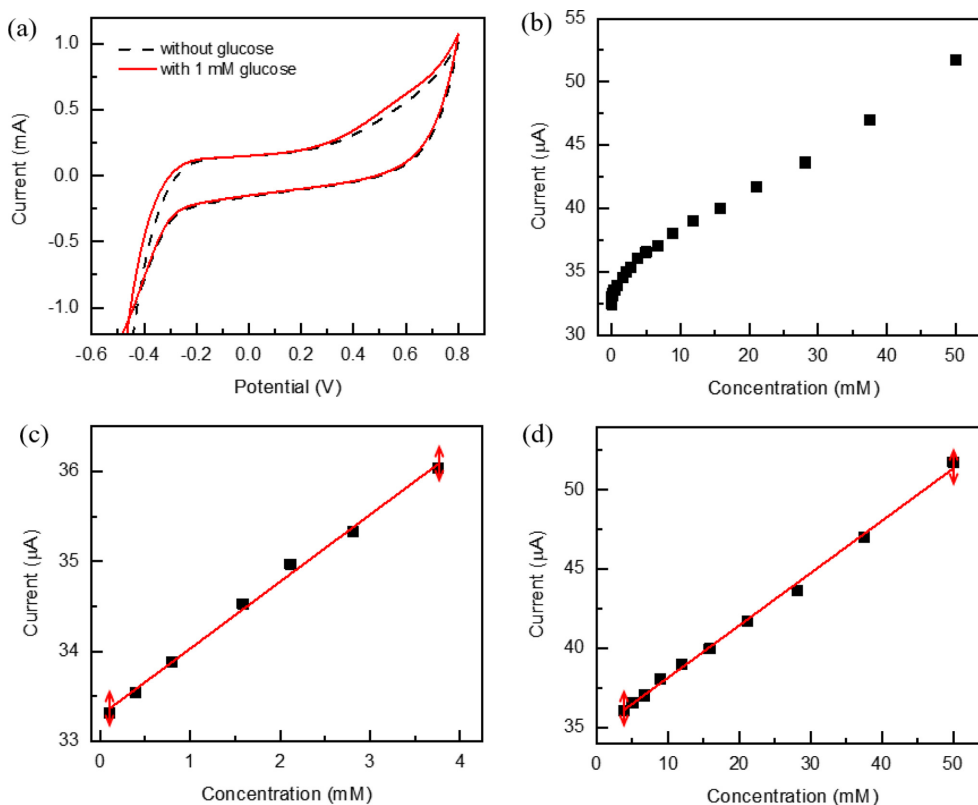 (a)
1.0
0.5
0.0
-0.5
-1.0
Current (mA)
without glucose
with 1 mM glucose
-0.6 -0.4 -0.2 0.0 0.2 0.4 0.6 0.8
Potential (V)
(b)
55
50
45
40
35
30
Current (µA)
0 10 20 30 40 50
Concentration (mM)
(c)
36
35
34
33
Current (µA)
0 1 2 3 4
Concentration (mM)
(d)
50
45
40
35
Current (µA)
0 10 20 30 40 50
Concentration (mM)